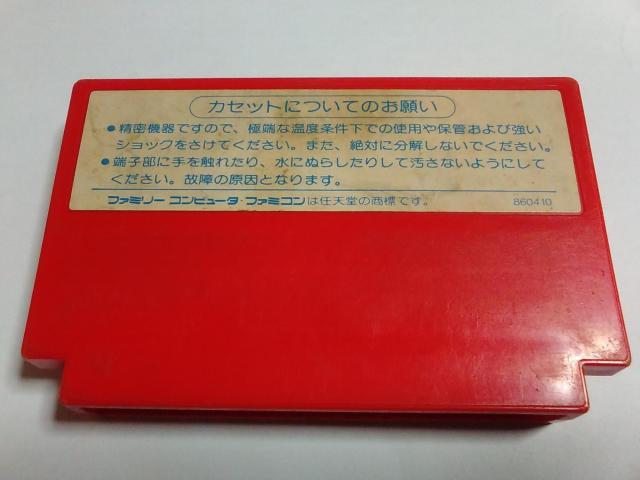 カセットについてのお願い
●精密機器ですので、極端な温度条件下での使用や保管および強い
ショックをさけてください。また、絶対に分解しないでください。
●端子部に手を触れたり、水にぬらしたりして汚さないようにして
ください。故障の原因となります。
ファミリー コンピュータ・ファミコンは任天堂の商標です。 860410